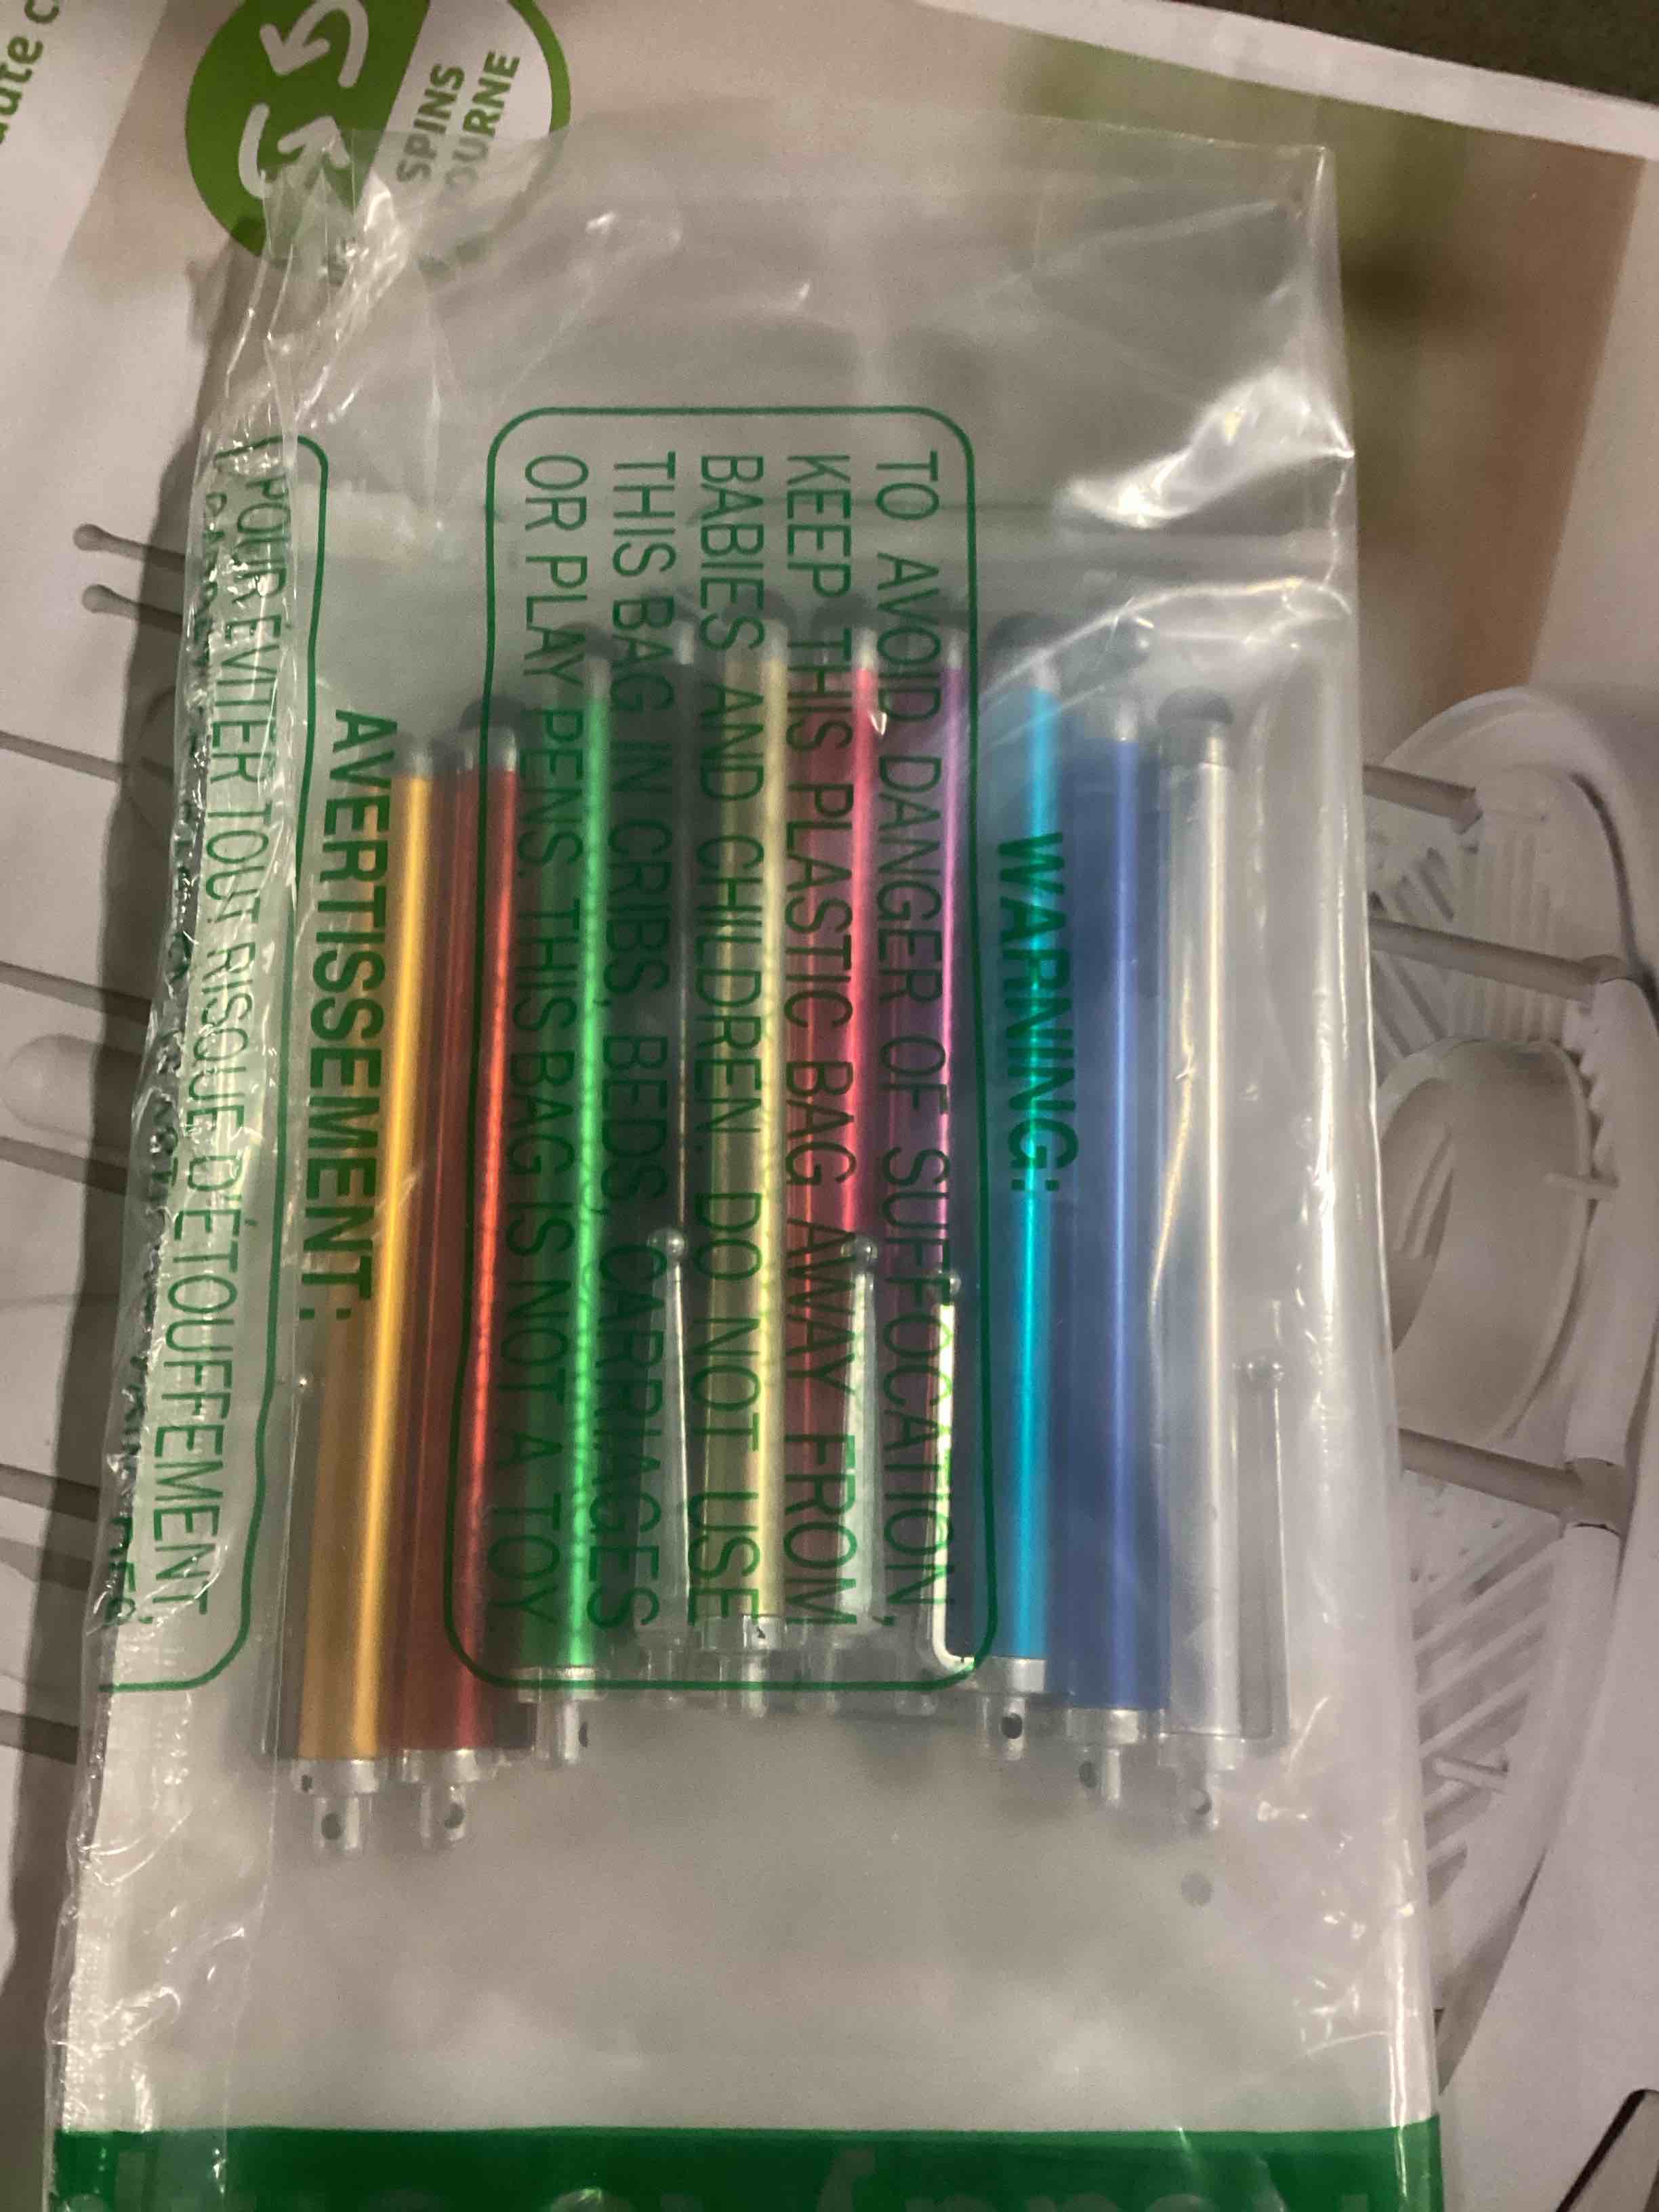 SPINS
WARNING:
TO AVOID DANGER OF SUFFOCATION,
KEEP THIS PLASTIC BAG AWAY FROM
BABIES AND CHILDREN. DO NOT USE
THIS BAG IN CRIBS, BEDS, CARRIAGES
OR PLAY PENS. THIS BAG IS NOT A TOY
AVERTISSEMENT:
POUR EVITER TOUT RISQUE D'ÉTOUFFEMENT,